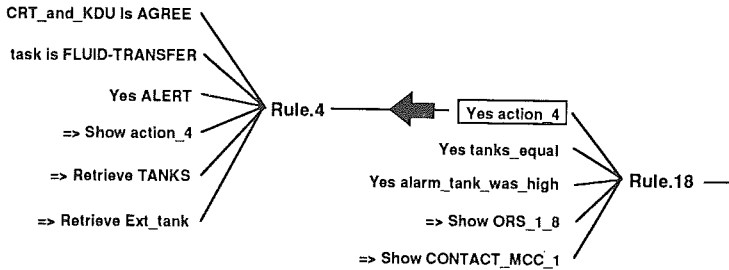 CRT_and_KDU Is AGREE
task is FLUID-TRANSFER
Yes ALERT
=> Show action_4
=> Retrieve TANKS
=> Retrieve Ext_tank
Rule.4
Yes action_4
Yes tanks_equal
Yes alarm_tank_was_high
=> Show ORS_1_8
=> Show CONTACT_MCC_1
Rule.18